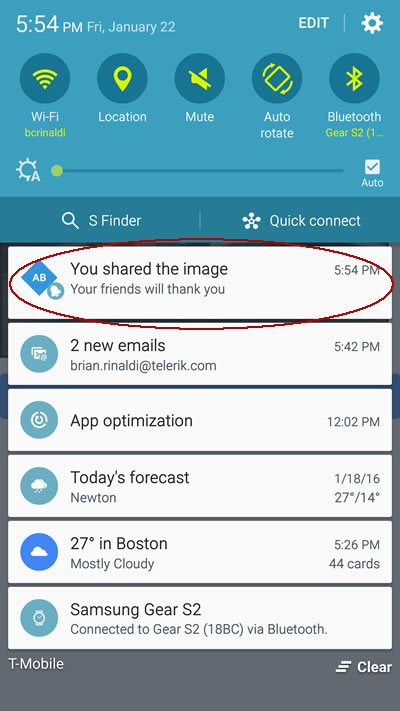 5:54 PM Fri, January 22
EDIT
Wi-Fi
bcrinaldi
Location
Mute
Auto
rotate
Bluetooth
Gear S2 (1...
A
Auto
S Finder
Quick connect
AB
You shared the image
5:54 PM
Your friends will thank you
2 new emails
5:42 PM
brian.rinaldi@telerik.com
App optimization
12:02 PM
Today's forecast
1/18/16
Newton
27°/14°
27° in Boston
5:26 PM
Mostly Cloudy
44 cards
Samsung Gear S2
Connected to Gear S2 (18BC) via Bluetooth.
T-Mobile
Clear